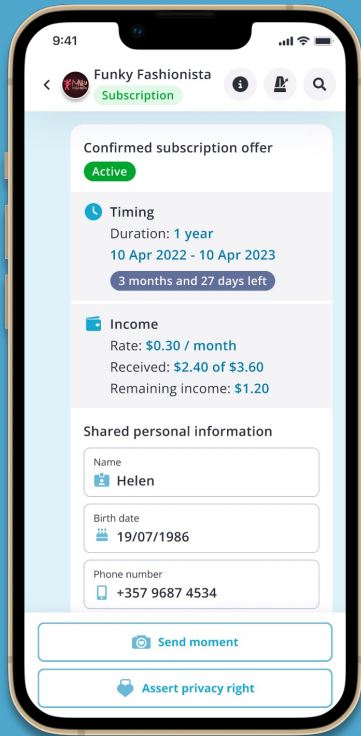 9:41
Funky Fashionista
Subscription
Confirmed subscription offer
Active
Timing
Duration: 1 year
10 Apr 2022 - 10 Apr 2023
3 months and 27 days left
Income
Rate: $0.30 / month
Received: $2.40 of $3.60
Remaining income: $1.20
Shared personal information
Name
Helen
Birth date
19/07/1986
Phone number
+357 9687 4534
Send moment
Assert privacy right